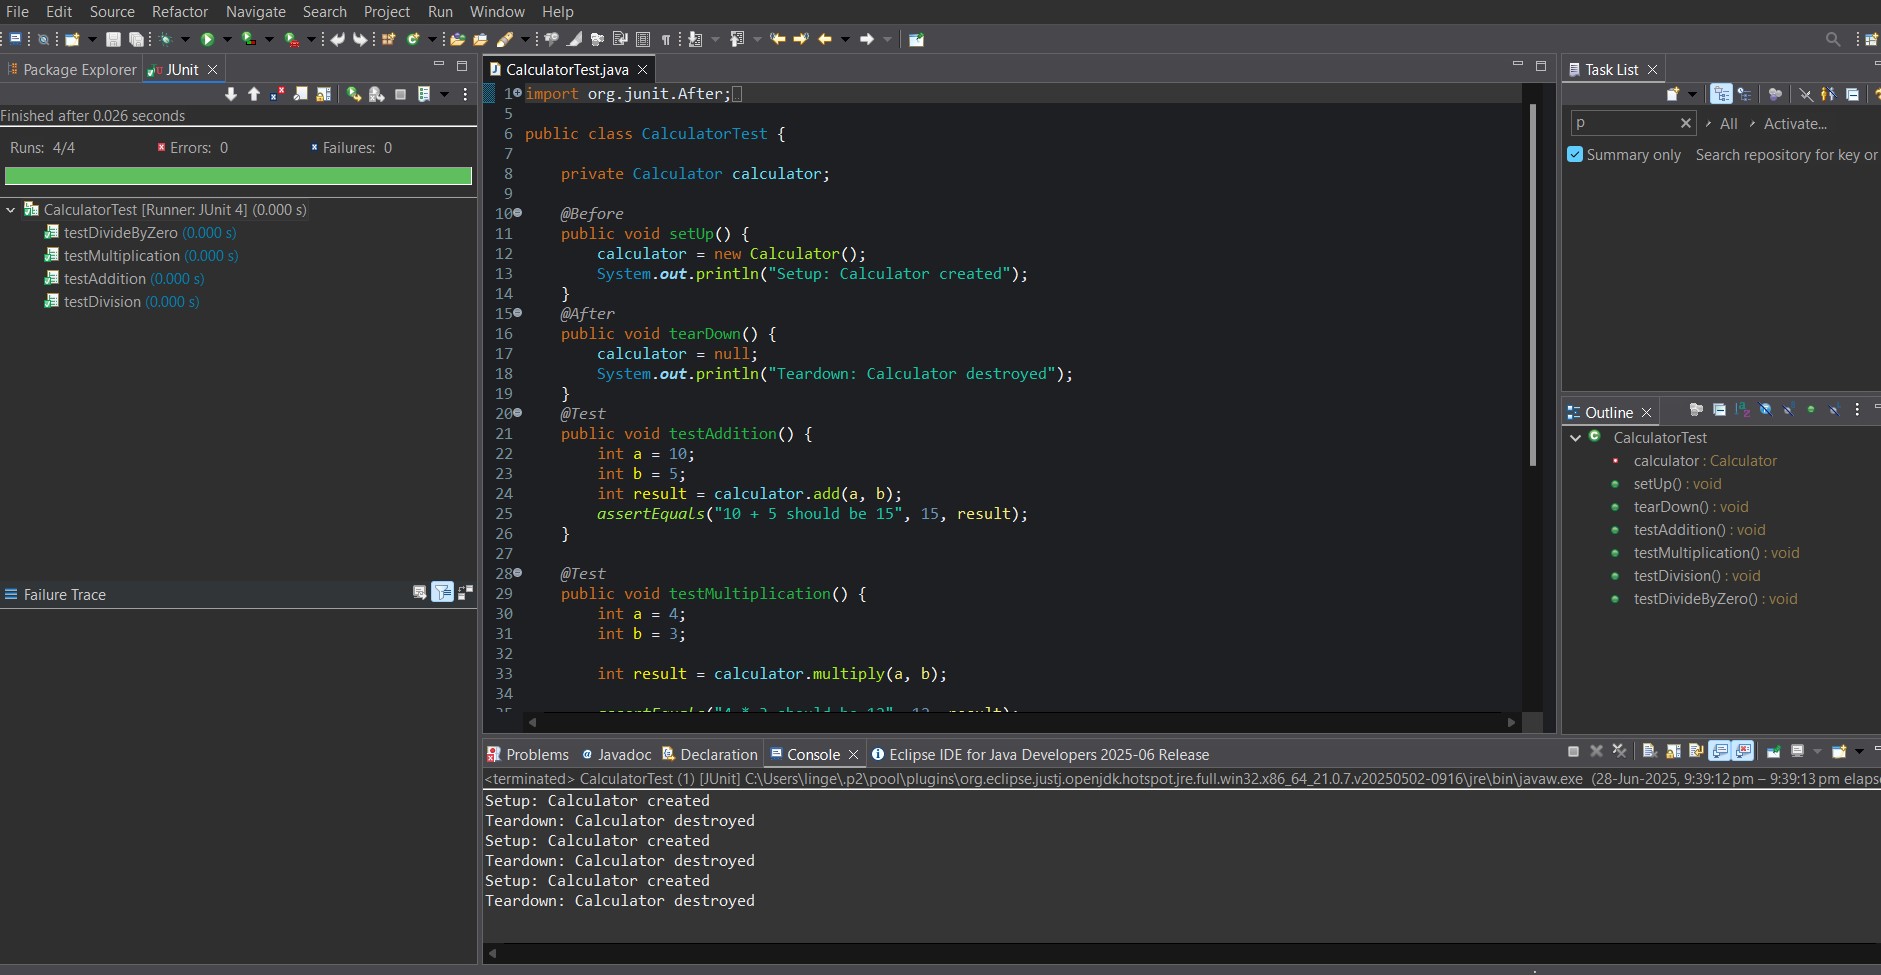 File Edit Source Refactor Navigate Search Project Run Window Help
Package Explorer JUnit
Finished after 0.026 seconds
Runs: 4/4 Errors: 0 Failures: 0
CalculatorTest [Runner: JUnit 4] (0.000 s)
testDivideByZero (0.000 s)
testMultiplication (0.000 s)
testAddition (0.000 s)
testDivision (0.000 s)
Failure Trace
CalculatorTest.java
1 import org.junit.After;
5
6 public class CalculatorTest {
7
8 private Calculator calculator;
9
10 @Before
11 public void setUp() {
12 calculator = new Calculator();
13 System.out.println("Setup: Calculator created");
14 }
15 @After
16 public void tearDown() {
17 calculator = null;
18 System.out.println("Teardown: Calculator destroyed");
19 }
20 @Test
21 public void testAddition() {
22 int a = 10;
23 int b = 5;
24 int result = calculator.add(a, b);
25 assertEquals("10 + 5 should be 15", 15, result);
26 }
27
28 @Test
29 public void testMultiplication() {
30 int a = 4;
31 int b = 3;
32
33 int result = calculator.multiply(a, b);
34
35 assertEquals("4 * 3 should be 12", 12, result);
Task List
p All Activate...
Summary only Search repository for key or
Outline
CalculatorTest
calculator : Calculator
setUp() : void
tearDown() : void
testAddition() : void
testMultiplication() : void
testDivision() : void
testDivideByZero() : void
Problems Javadoc Declaration Console Eclipse IDE for Java Developers 2025-06 Release
<terminated> CalculatorTest (1) [JUnit] C:\Users\linge\.p2\pool\plugins\org.eclipse.justj.openjdk.hotspot.jre.full.win32.x86_64_21.0.7.v20250502-0916\jre\bin\javaw.exe (28-Jun-2025, 9:39:12 pm – 9:39:13 pm elapse
Setup: Calculator created
Teardown: Calculator destroyed
Setup: Calculator created
Teardown: Calculator destroyed
Setup: Calculator created
Teardown: Calculator destroyed